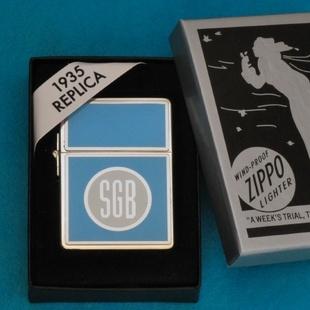 1935
REPLICA
SGB
WIND-PROOF
ZIPPO
LIGHTER
"A WEEK'S TRIAL,